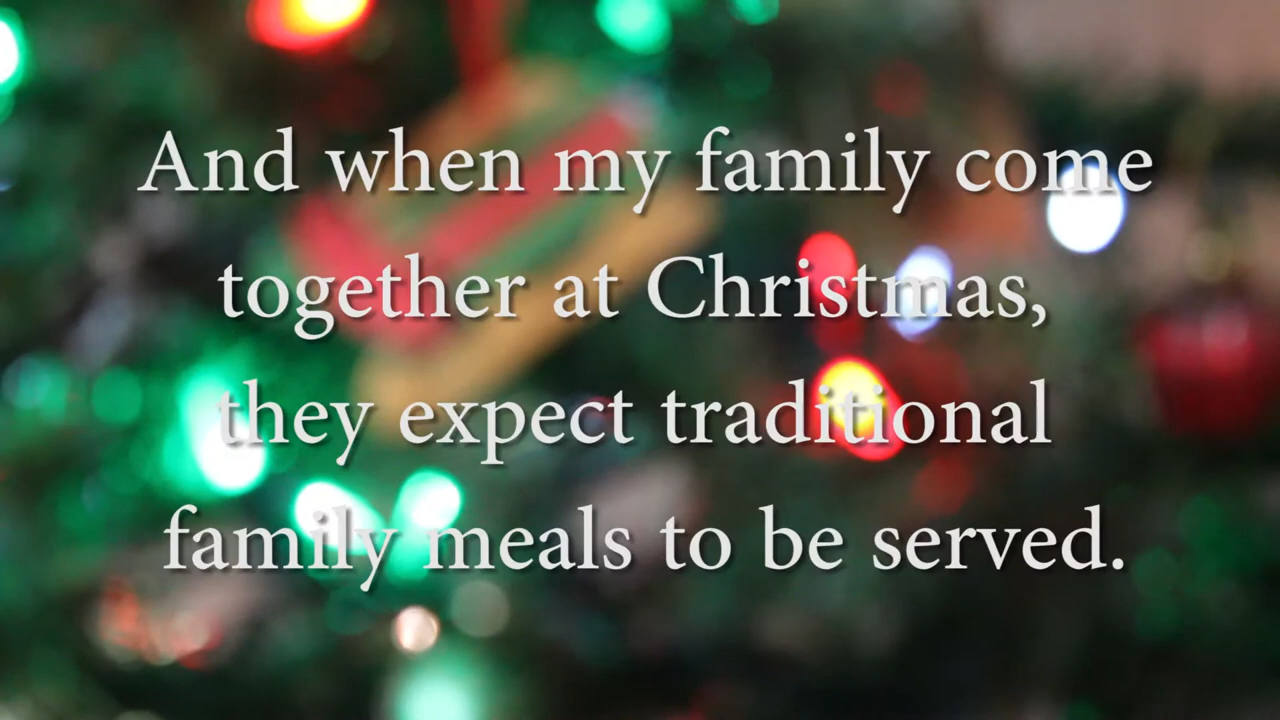 And when my family come
together at Christmas,
they expect traditional
family meals to be served.